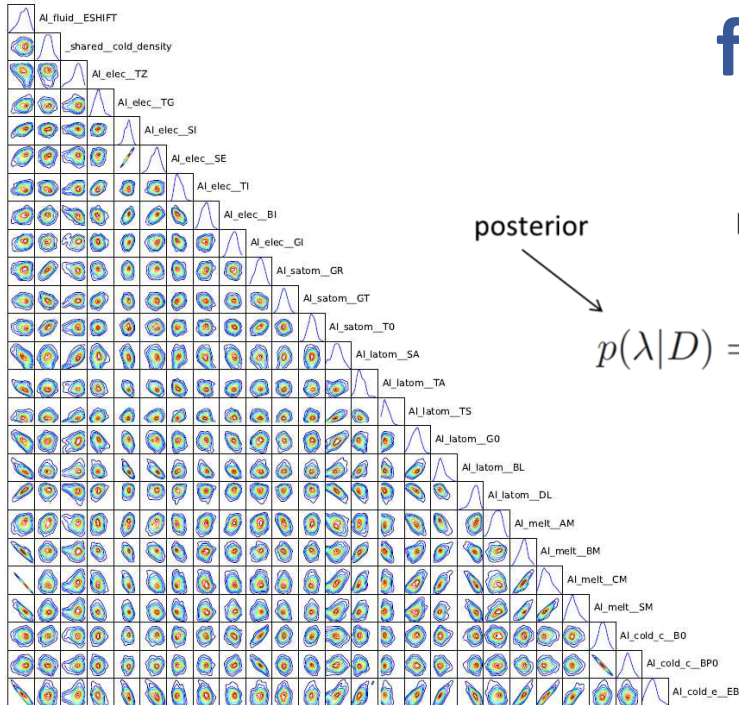 Al_fluid__ESHIFT
_shared__cold_density
Al_elec__TZ
Al_elec__TG
Al_elec__SI
Al_elec__SE
Al_elec__TI
Al_elec__BI
Al_elec__GI
Al_satom__GR
Al_satom__GT
Al_satom__T0
Al_latom__SA
Al_latom__TA
Al_latom__TS
Al_latom__G0
Al_latom__BL
Al_latom__DL
Al_melt__AM
Al_melt__BM
Al_melt__CM
Al_melt__SM
Al_cold_c__B0
Al_cold_c__BP0
Al_cold_e__EB
f
posterior
p(λ|D) =